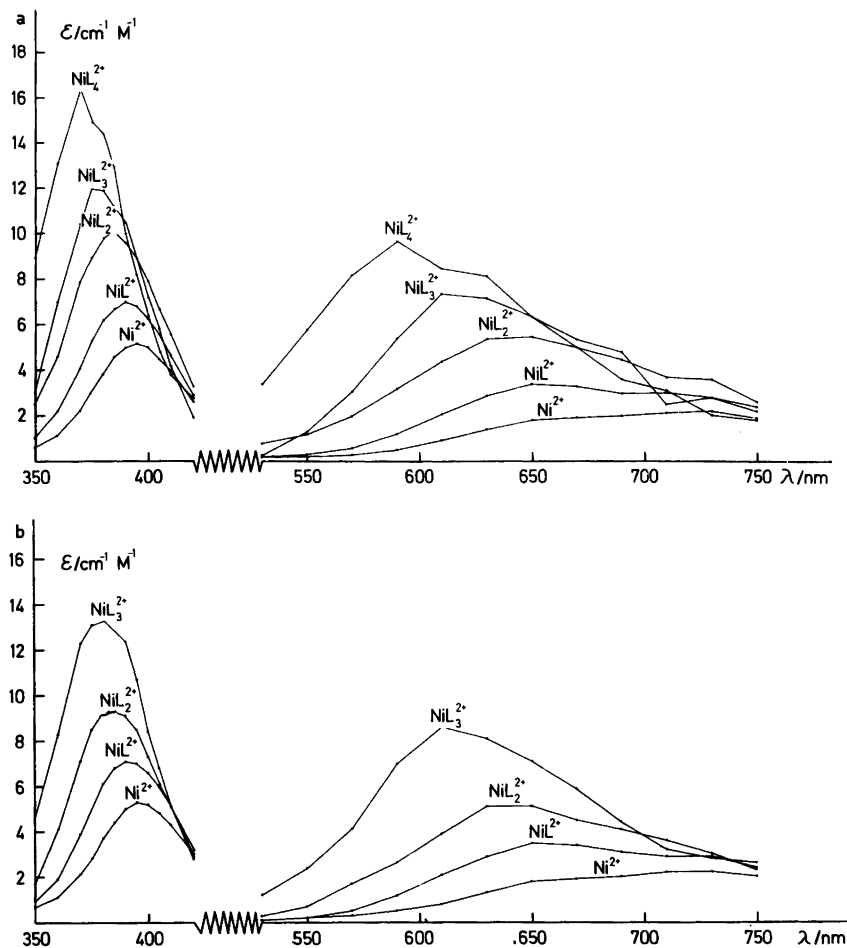 a
ε/cm⁻¹ M⁻¹
18
16
14
12
10
8
6
4
2
NiL₄²⁺
NiL₃²⁺
NiL₂²⁺
NiL²⁺
Ni²⁺
NiL₄²⁺
NiL₃²⁺
NiL₂²⁺
NiL²⁺
Ni²⁺
350 400 550 600 650 700 750 λ/nm
b
ε/cm⁻¹ M⁻¹
16
14
12
10
8
6
4
2
NiL₃²⁺
NiL₂²⁺
NiL²⁺
Ni²⁺
NiL₃²⁺
NiL₂²⁺
NiL²⁺
Ni²⁺
350 400 550 600 .650 700 750 λ/nm